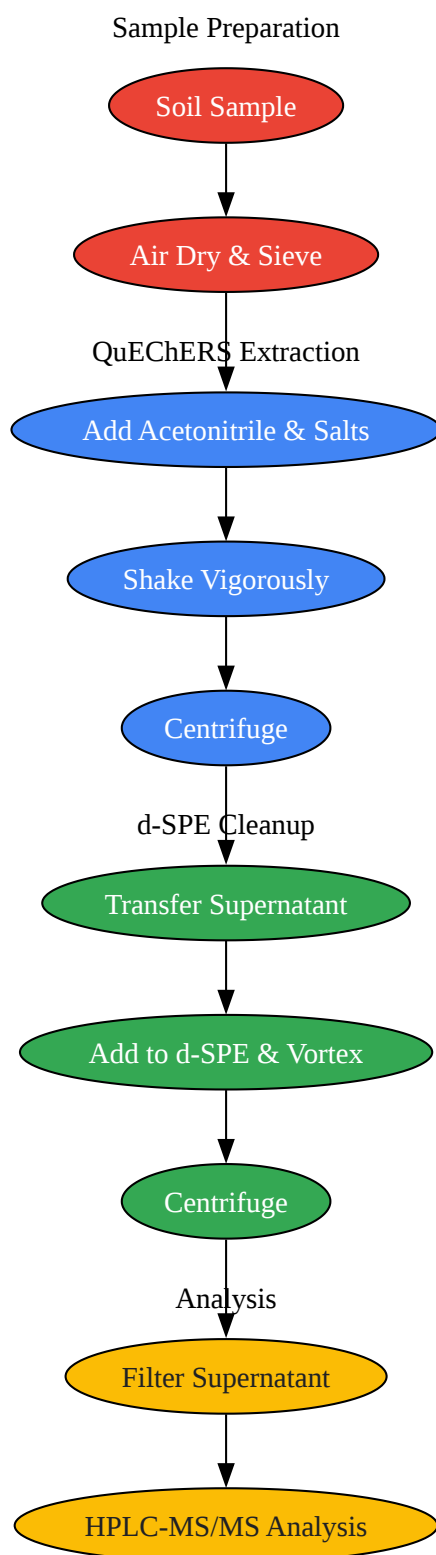 Sample Preparation
Soil Sample
Air Dry & Sieve
QuEChERS Extraction
Add Acetonitrile & Salts
Shake Vigorously
Centrifuge
d-SPE Cleanup
Transfer Supernatant
Add to d-SPE & Vortex
Centrifuge
Analysis
Filter Supernatant
HPLC-MS/MS Analysis